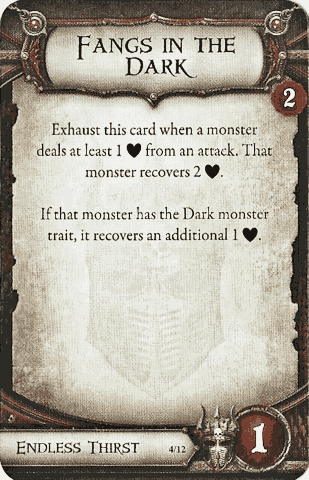 FANGS IN THE
DARK
2
Exhaust this card when a monster
deals at least 1 ♥ from an attack. That
monster recovers 2 ♥.
If that monster has the Dark monster
trait, it recovers an additional 1 ♥.
ENDLESS THIRST 4/12 1